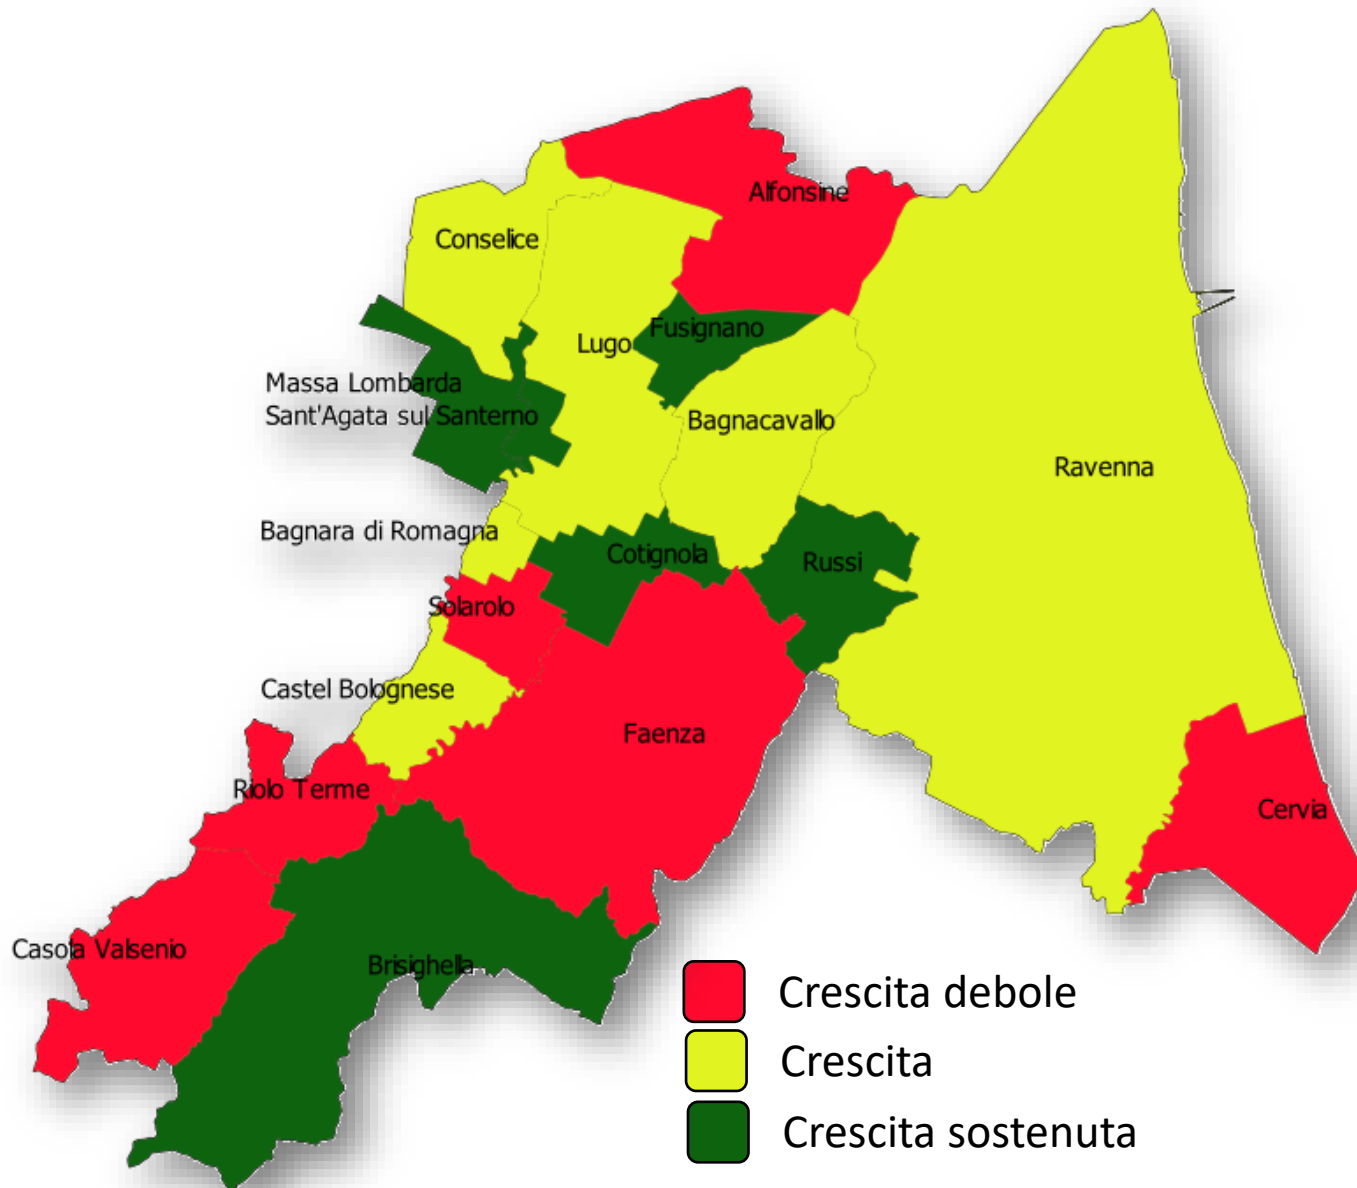 Alfonsine
Conselice
Fusignano
Lugo
Massa Lombarda
Sant'Agata sul Santerno
Bagnacavallo
Ravenna
Bagnara di Romagna
Cotignola
Russi
Solarolo
Castel Bolognese
Faenza
Riolo Terme
Cervia
Casola Valsenio
Brisighella
Crescita debole
Crescita
Crescita sostenuta